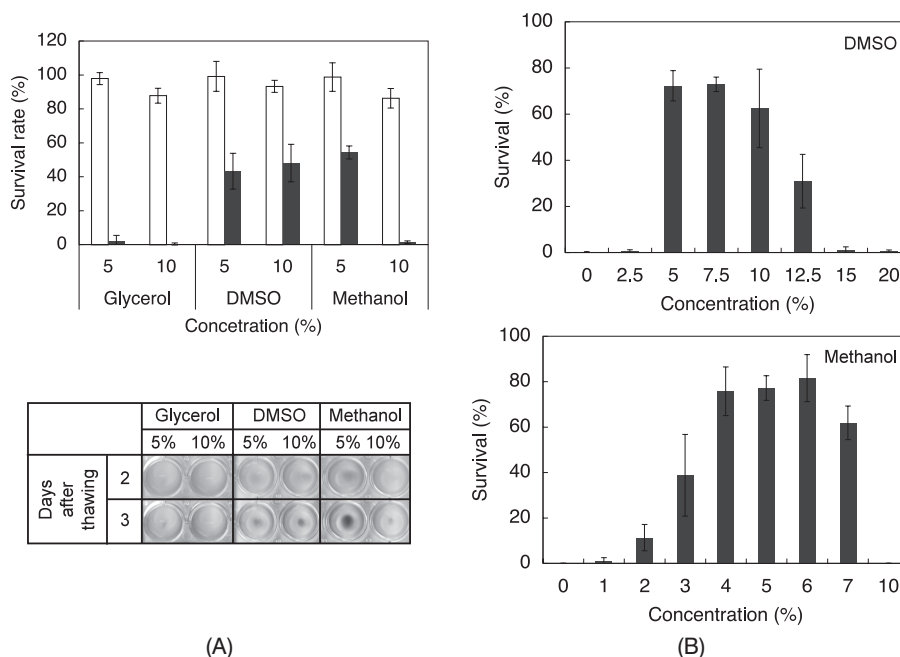 120
100
80
60
40
20
0
Survival rate (%)
5 10 5 10 5 10
Glycerol DMSO Methanol
Concetration (%)
Glycerol DMSO Methanol
5% 10% 5% 10% 5% 10%
Days after thawing
2
3
(A)
DMSO
100
80
60
40
20
0
Survival (%)
0 2.5 5 7.5 10 12.5 15 20
Concentration (%)
Methanol
100
80
60
40
20
0
Survival (%)
0 1 2 3 4 5 6 7 10
Concentration (%)
(B)